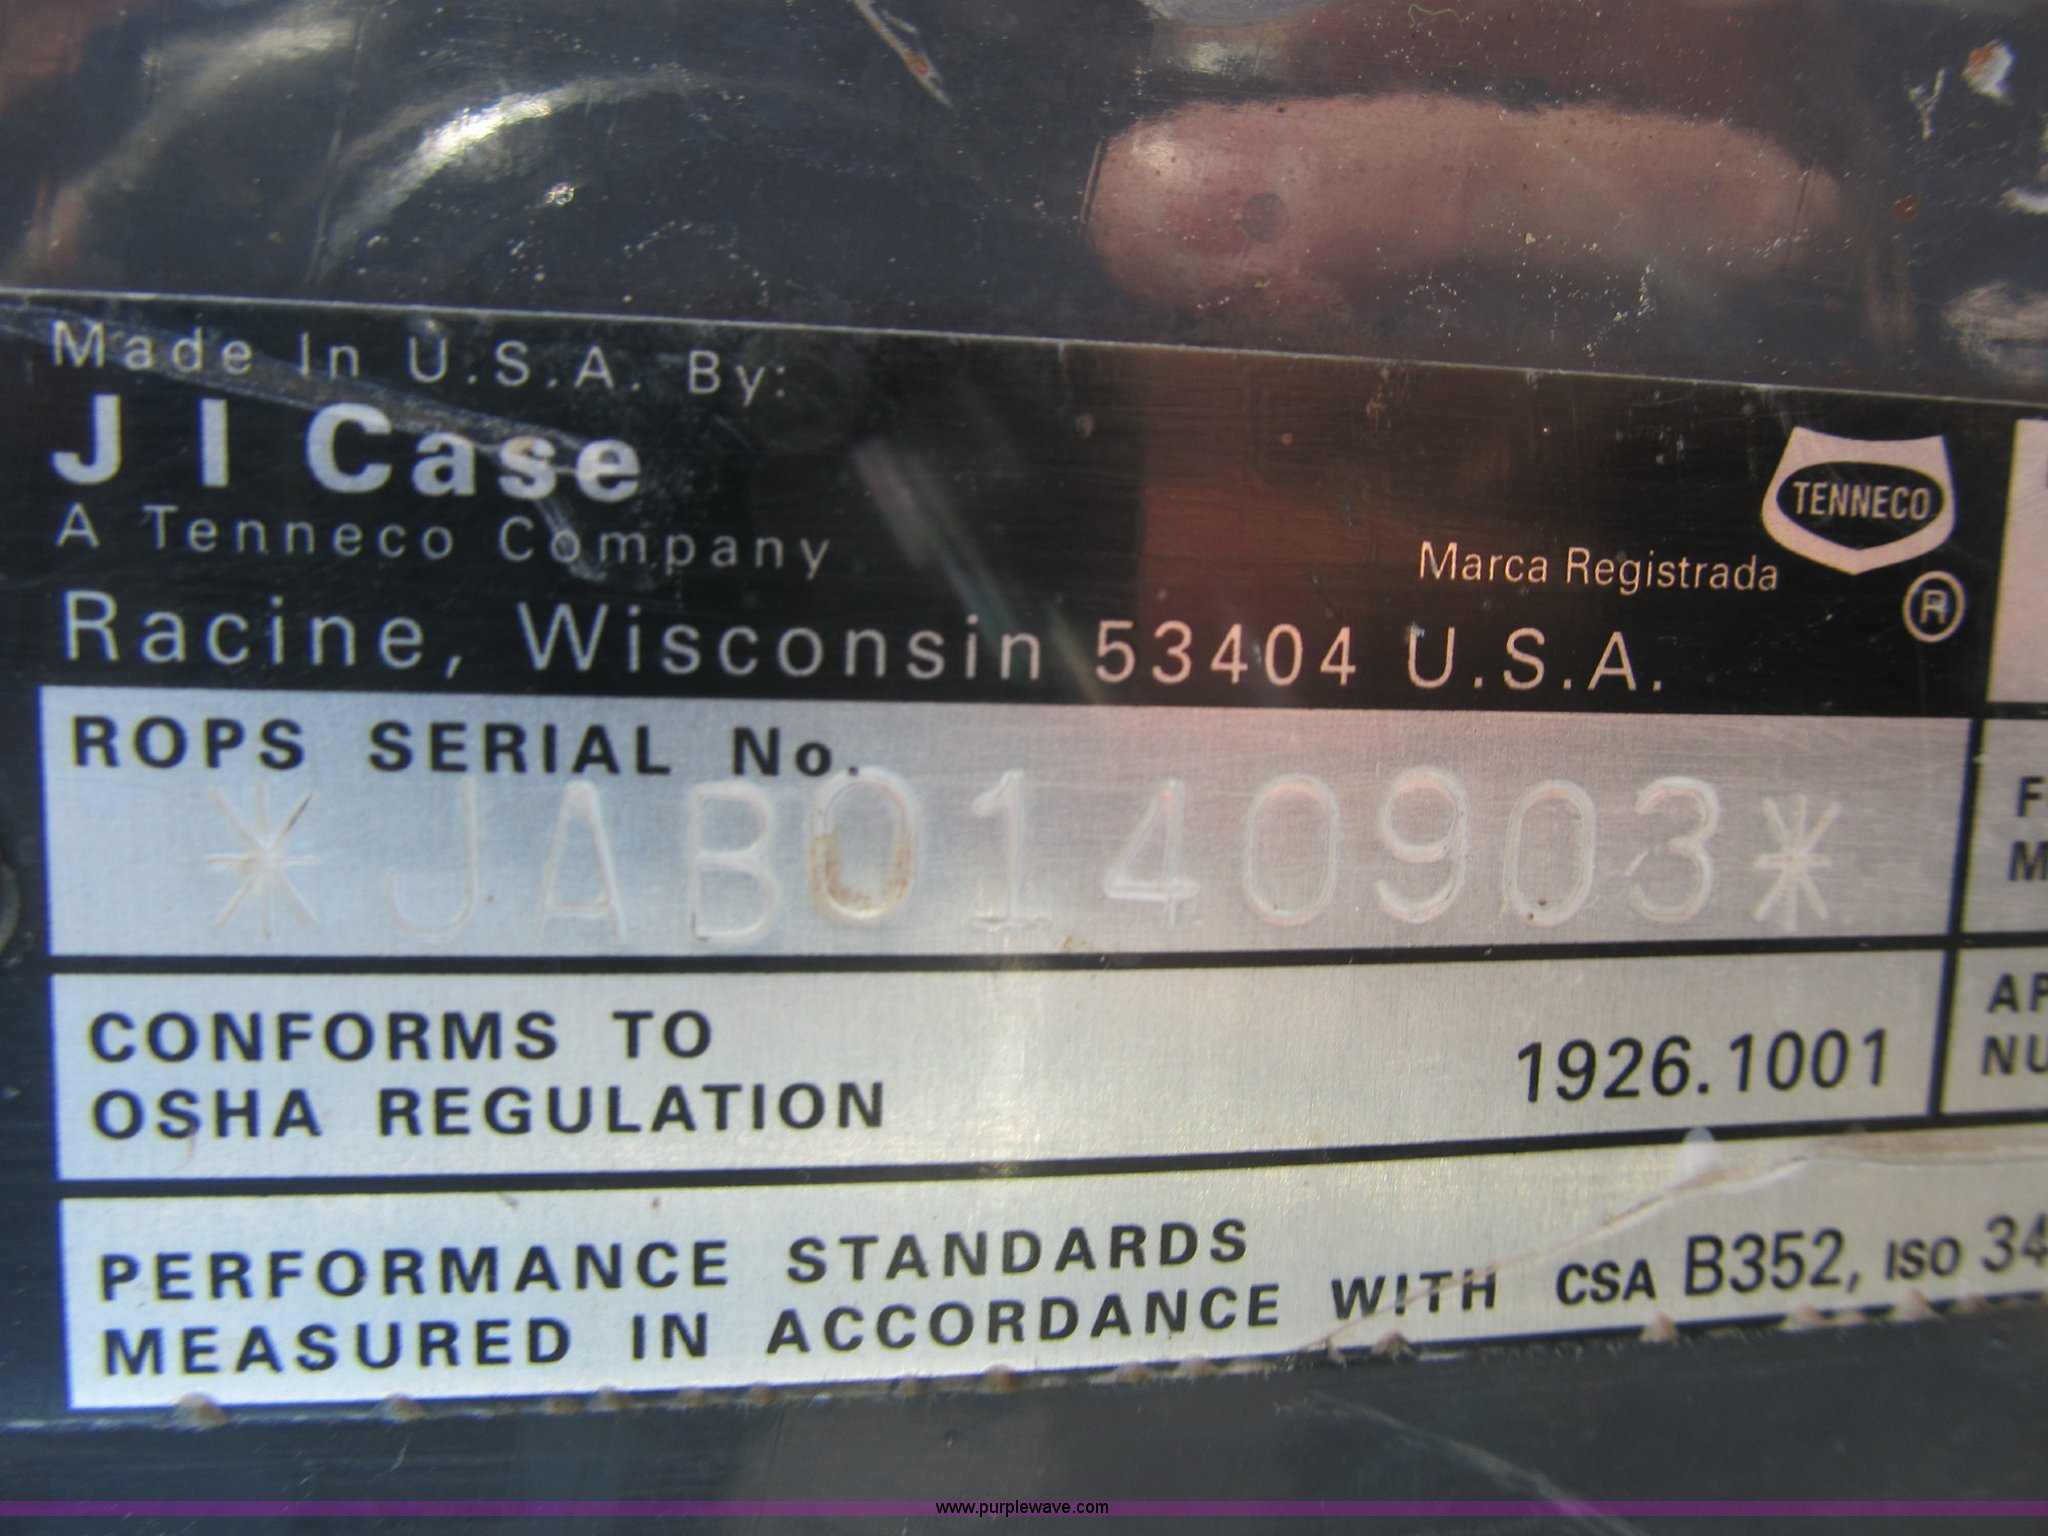 Made In U.S.A. By:
J I Case
A Tenneco Company
Racine, Wisconsin 53404 U.S.A.
Marca Registrada
TENNECO
®
ROPS SERIAL No.
*JAB0140903*
CONFORMS TO
OSHA REGULATION
1926.1001
PERFORMANCE STANDARDS
MEASURED IN ACCORDANCE WITH CSA B352, ISO 34
www.purplewave.com